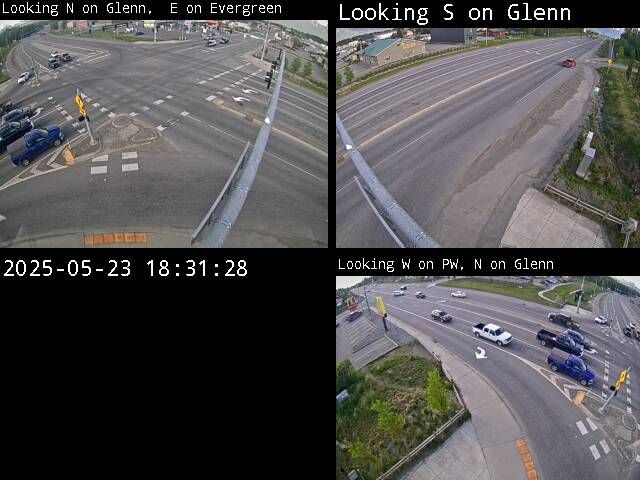 Looking N on Glenn,  E on Evergreen
Looking S on Glenn
2025-05-23 18:31:28
Looking W on PW, N on Glenn